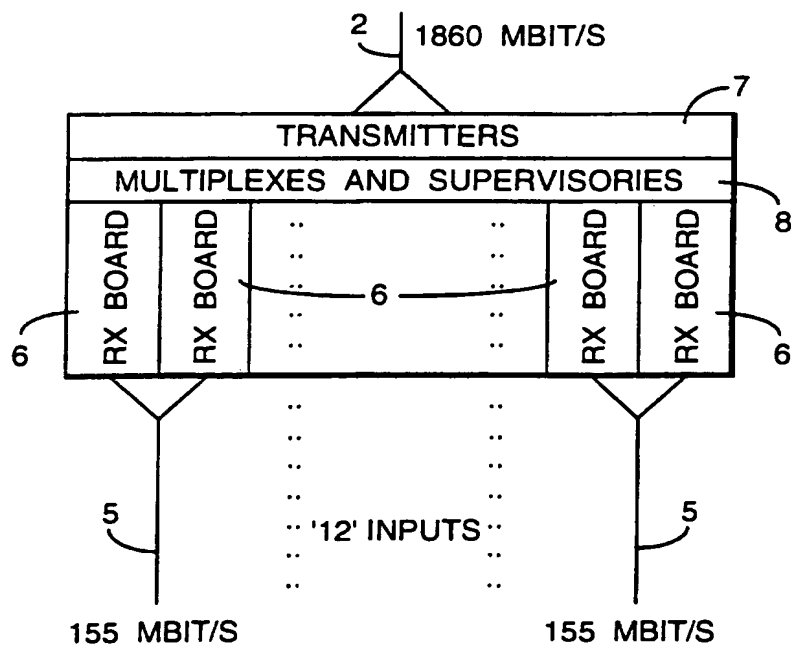 2
1860 MBIT/S
7
TRANSMITTERS
MULTIPLEXES AND SUPERVISORIES
8
RX BOARD
RX BOARD
RX BOARD
RX BOARD
6
6
6
5
'12' INPUTS
5
155 MBIT/S
155 MBIT/S